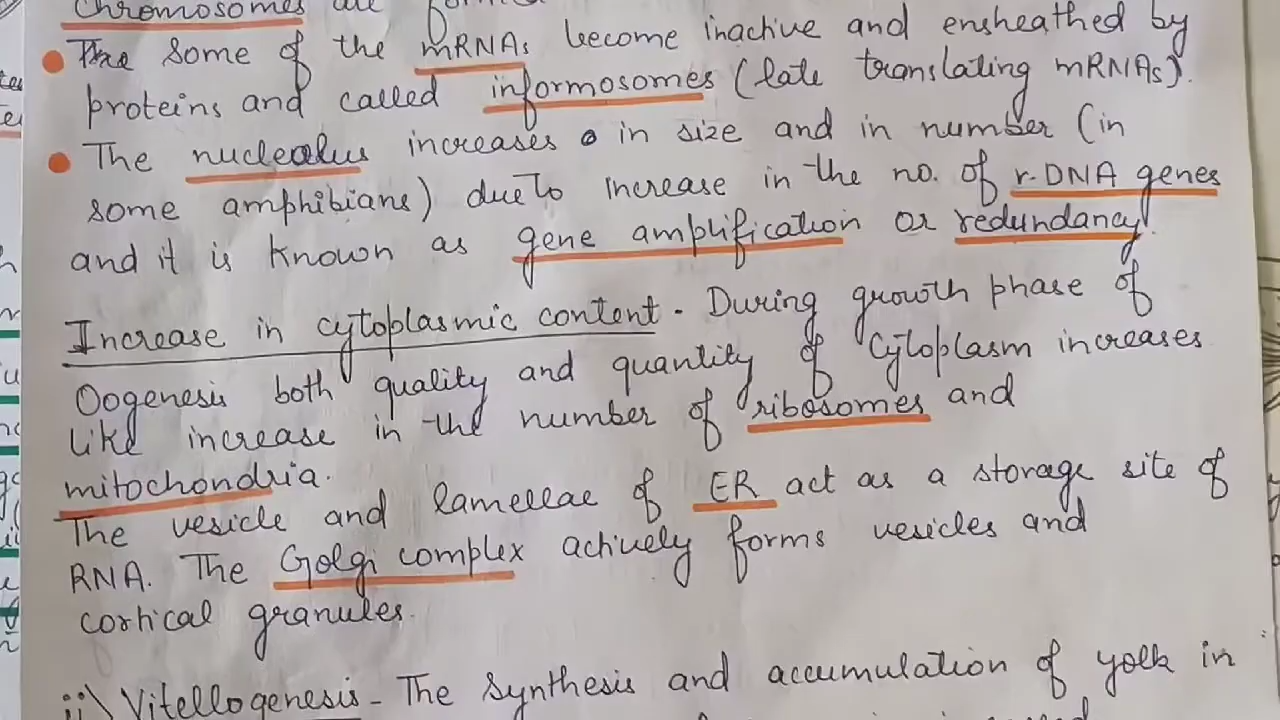 chromosomes are
• The Some of the mRNAs become inactive and ensheathed by
proteins and called informosomes (late translating mRNAs).
• The nucleolus increases in size and in number (in
some amphibians) due to increase in the no. of r-DNA genes
and it is known as gene amplification or redundancy.
Increase in cytoplasmic content. During growth phase of
Oogenesis both quality and quantity of Cytoplasm increases
like increase in the number of ribosomes and
mitochondria.
The vesicle and lamellae of ER act as a storage site of
RNA. The Golgi complex actively forms vesicles and
cortical granules.
ii) Vitellogenesis - The synthesis and accumulation of yolk in